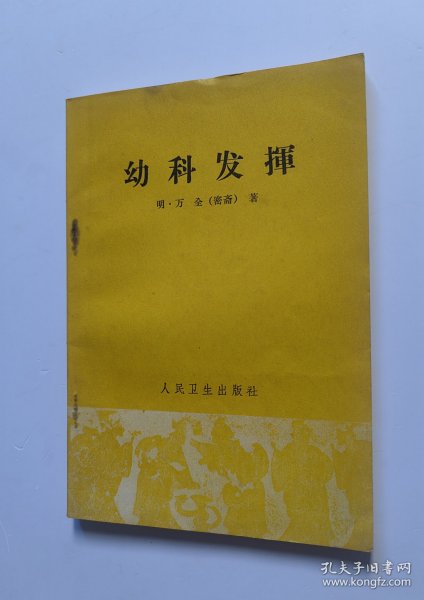 幼科发揮
明·万 全(密斋) 著
人民卫生出版社
孔夫子旧书网
www.kongfz.com